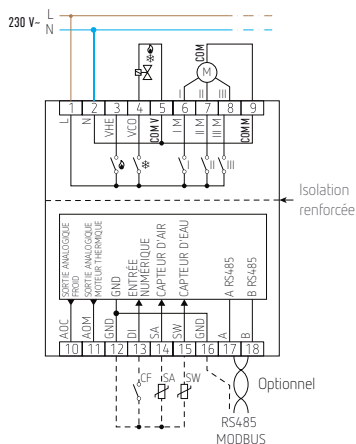 230 V~
L
N
COM
M
I
II
III
1
2
3
4
5
6
7
8
9
L
N
VHE
VCO
COM V
I M
II M
III M
COM M
I
II
III
Isolation
renforcée
SORTIE ANALOGIQUE
FROID
SORTIE ANALOGIQUE
MOTEUR THERMIQUE
GND
ENTRÉE
NUMÉRIQUE
CAPTEUR D'AIR
CAPTEUR D'EAU
A RS485
B RS485
AOC
AOM
GND
DI
SA
SW
GND
A
B
10
11
12
13
14
15
16
17
18
CF
SA
SW
Optionnel
RS485
MODBUS